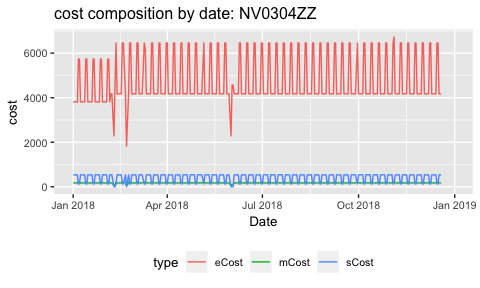 cost composition by date: NV0304ZZ
6000
4000
2000
0
cost
Jan 2018 Apr 2018 Jul 2018 Oct 2018 Jan 2019
Date
type eCost mCost sCost